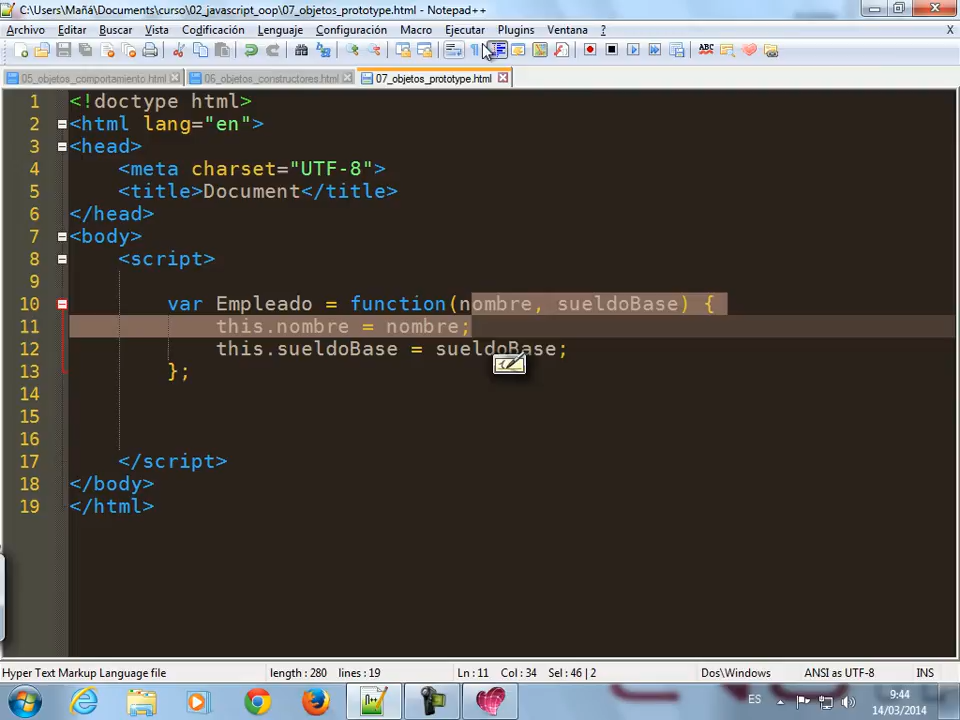 C:\Users\Mañá\Documents\curso\02_javascript_oop\07_objetos_prototype.html - Notepad++
Archivo Editar Buscar Vista Codificación Lenguaje Configuración Macro Ejecutar Plugins Ventana ? X
05_objetos_comportamiento.html 06_objetos_constructores.html 07_objetos_prototype.html
1 <!doctype html>
2 <html lang="en">
3 <head>
4 <meta charset="UTF-8">
5 <title>Document</title>
6 </head>
7 <body>
8 <script>
9
10 var Empleado = function(nombre, sueldoBase) {
11 this.nombre = nombre;
12 this.sueldoBase = sueldoBase;
13 };
14
15
16
17 </script>
18 </body>
19 </html>
Hyper Text Markup Language file length : 280 lines : 19 Ln : 11 Col : 34 Sel : 46 | 2 Dos\Windows ANSI as UTF-8 INS
ES 9:44
14/03/2014